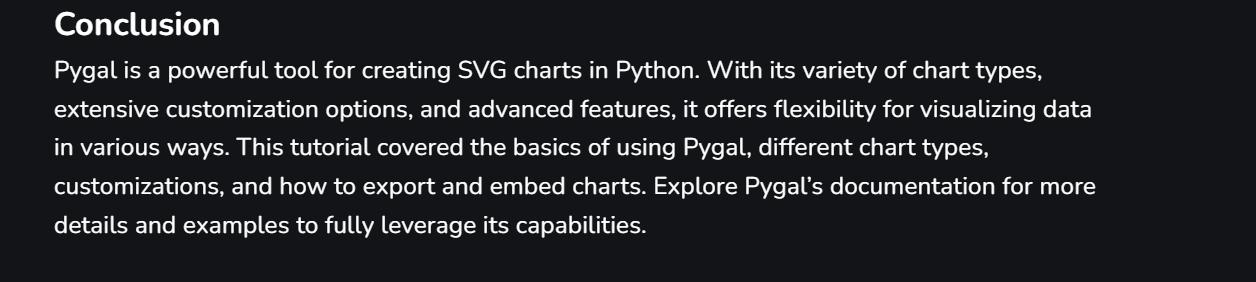 Conclusion
Pygal is a powerful tool for creating SVG charts in Python. With its variety of chart types,
extensive customization options, and advanced features, it offers flexibility for visualizing data
in various ways. This tutorial covered the basics of using Pygal, different chart types,
customizations, and how to export and embed charts. Explore Pygal’s documentation for more
details and examples to fully leverage its capabilities.